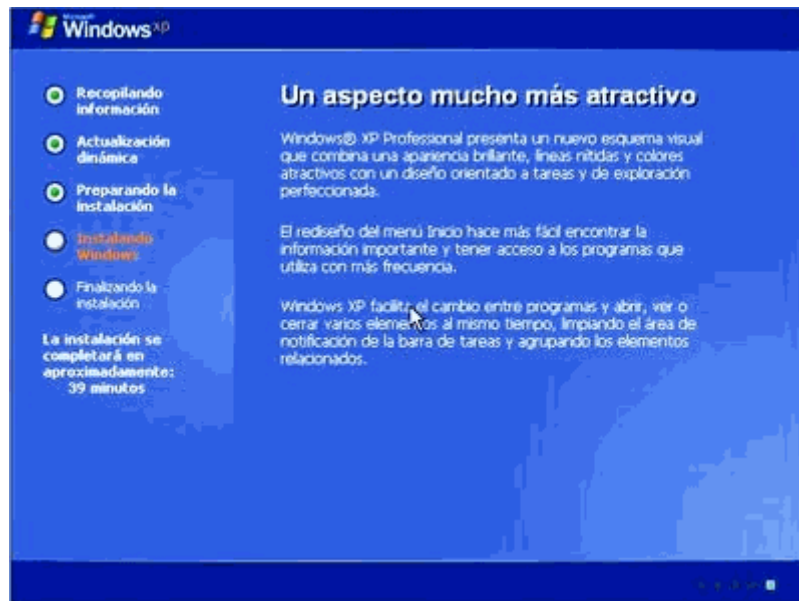 Microsoft
Windows xp
Recopilando
información
Actualización
dinámica
Preparando la
instalación
Instalando
Windows
Finalizando la
instalación
La instalación se
completará en
aproximadamente:
39 minutos
Un aspecto mucho más atractivo
Windows® XP Professional presenta un nuevo esquema visual
que combina una apariencia brillante, líneas nítidas y colores
atractivos con un diseño orientado a tareas y de exploración
perfeccionada.
El rediseño del menú Inicio hace más fácil encontrar la
información importante y tener acceso a los programas que
utiliza con más frecuencia.
Windows XP facilita el cambio entre programas y abrir, ver o
cerrar varios elementos al mismo tiempo, limpiando el área de
notificación de la barra de tareas y agrupando los elementos
relacionados.